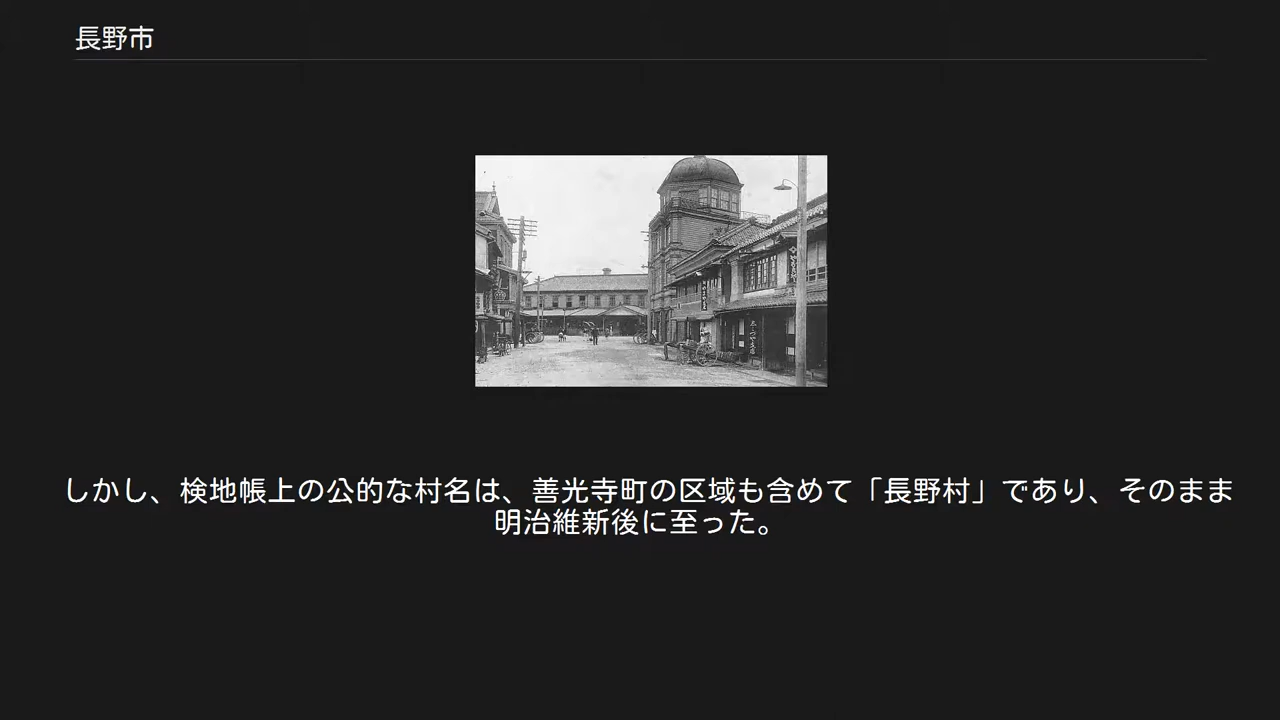 長野市
しかし、検地帳上の公的な村名は、善光寺町の区域も含めて「長野村」であり、そのまま
明治維新後に至った。